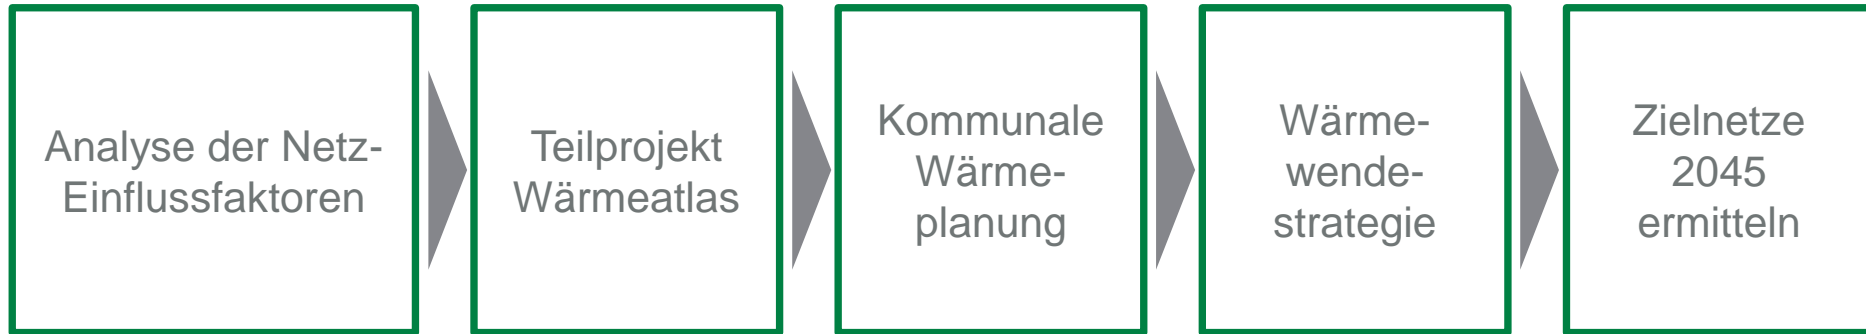 Analyse der Netz-
Einflussfaktoren
Teilprojekt
Wärmeatlas
Kommunale
Wärme-
planung
Wärme-
wende-
strategie
Zielnetze
2045
ermitteln